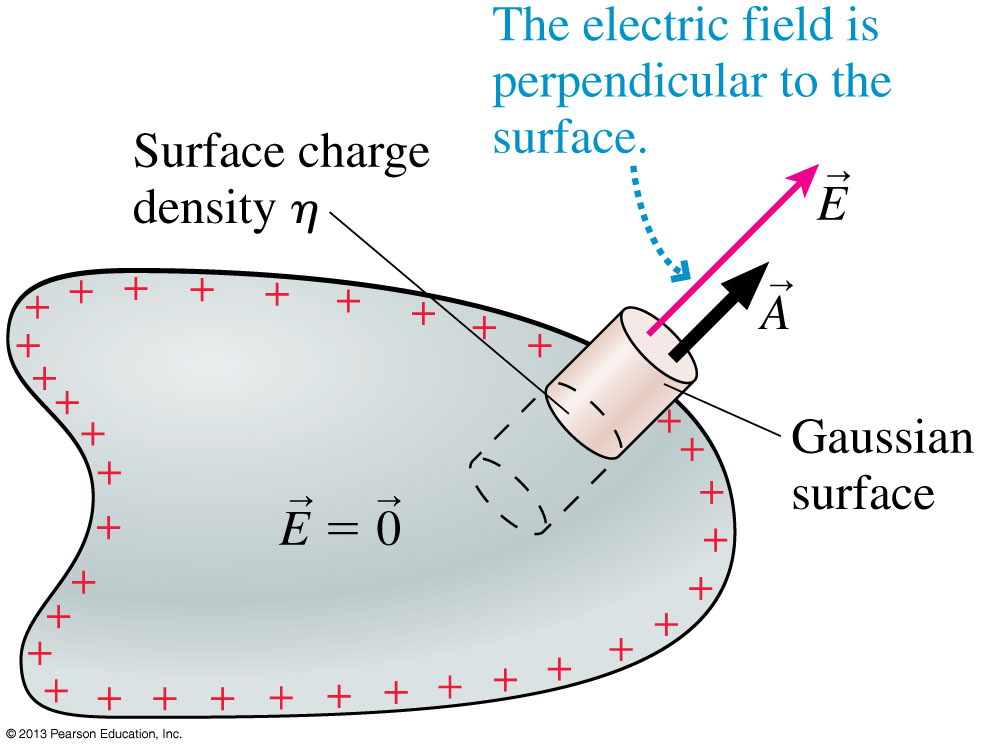 The electric field is
perpendicular to the
surface.
Surface charge
density η
E⃗
A⃗
Gaussian
surface
E⃗ = 0⃗
© 2013 Pearson Education, Inc.